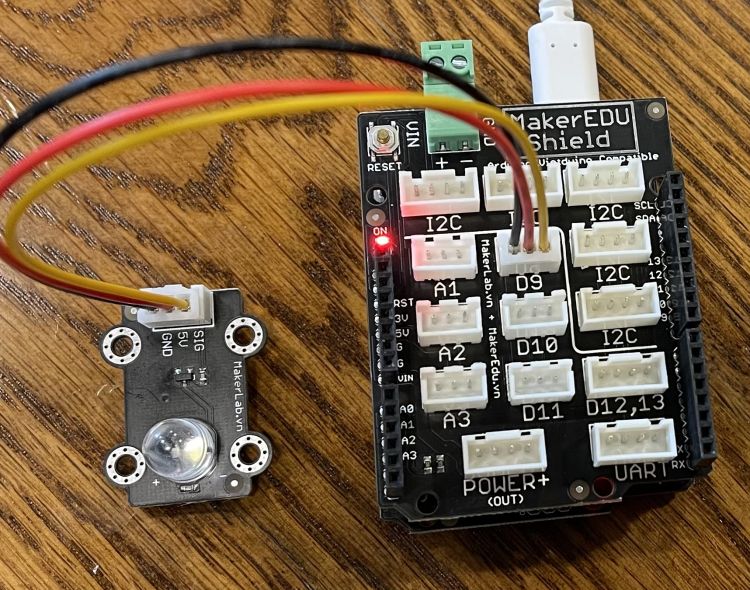 MakerEDU
Shield
Arduino Vietduino Compatible
VIN
+ -
RESET
I2C
I2C
SCL
SDA
ON
A1
D9
I2C
MakerLab.vn + MakerEdu.vn
13
12
11
RST
3V
5V
G
G
VIN
A2
D10
I2C
A3
D11
D12,13
A0
A1
A2
A3
POWER+
(OUT)
UART
RX
SIG
5V
GND
MakerLab.vn
+
-